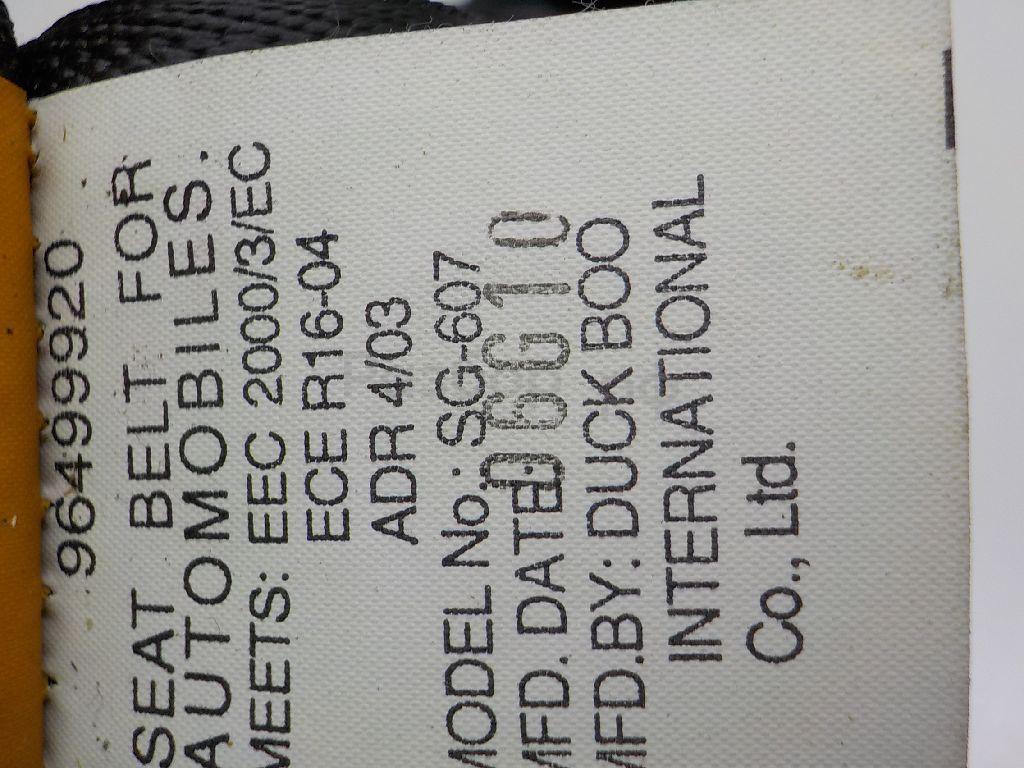 96499920
SEAT BELT FOR
AUTOMOBILES.
MEETS: EEC 2000/3/EC
ECE R16-04
ADR 4/03
MODEL No.: SG-607
MFD. DATE:
MFD.BY: DUCK BOO
INTERNATIONAL
Co., Ltd.